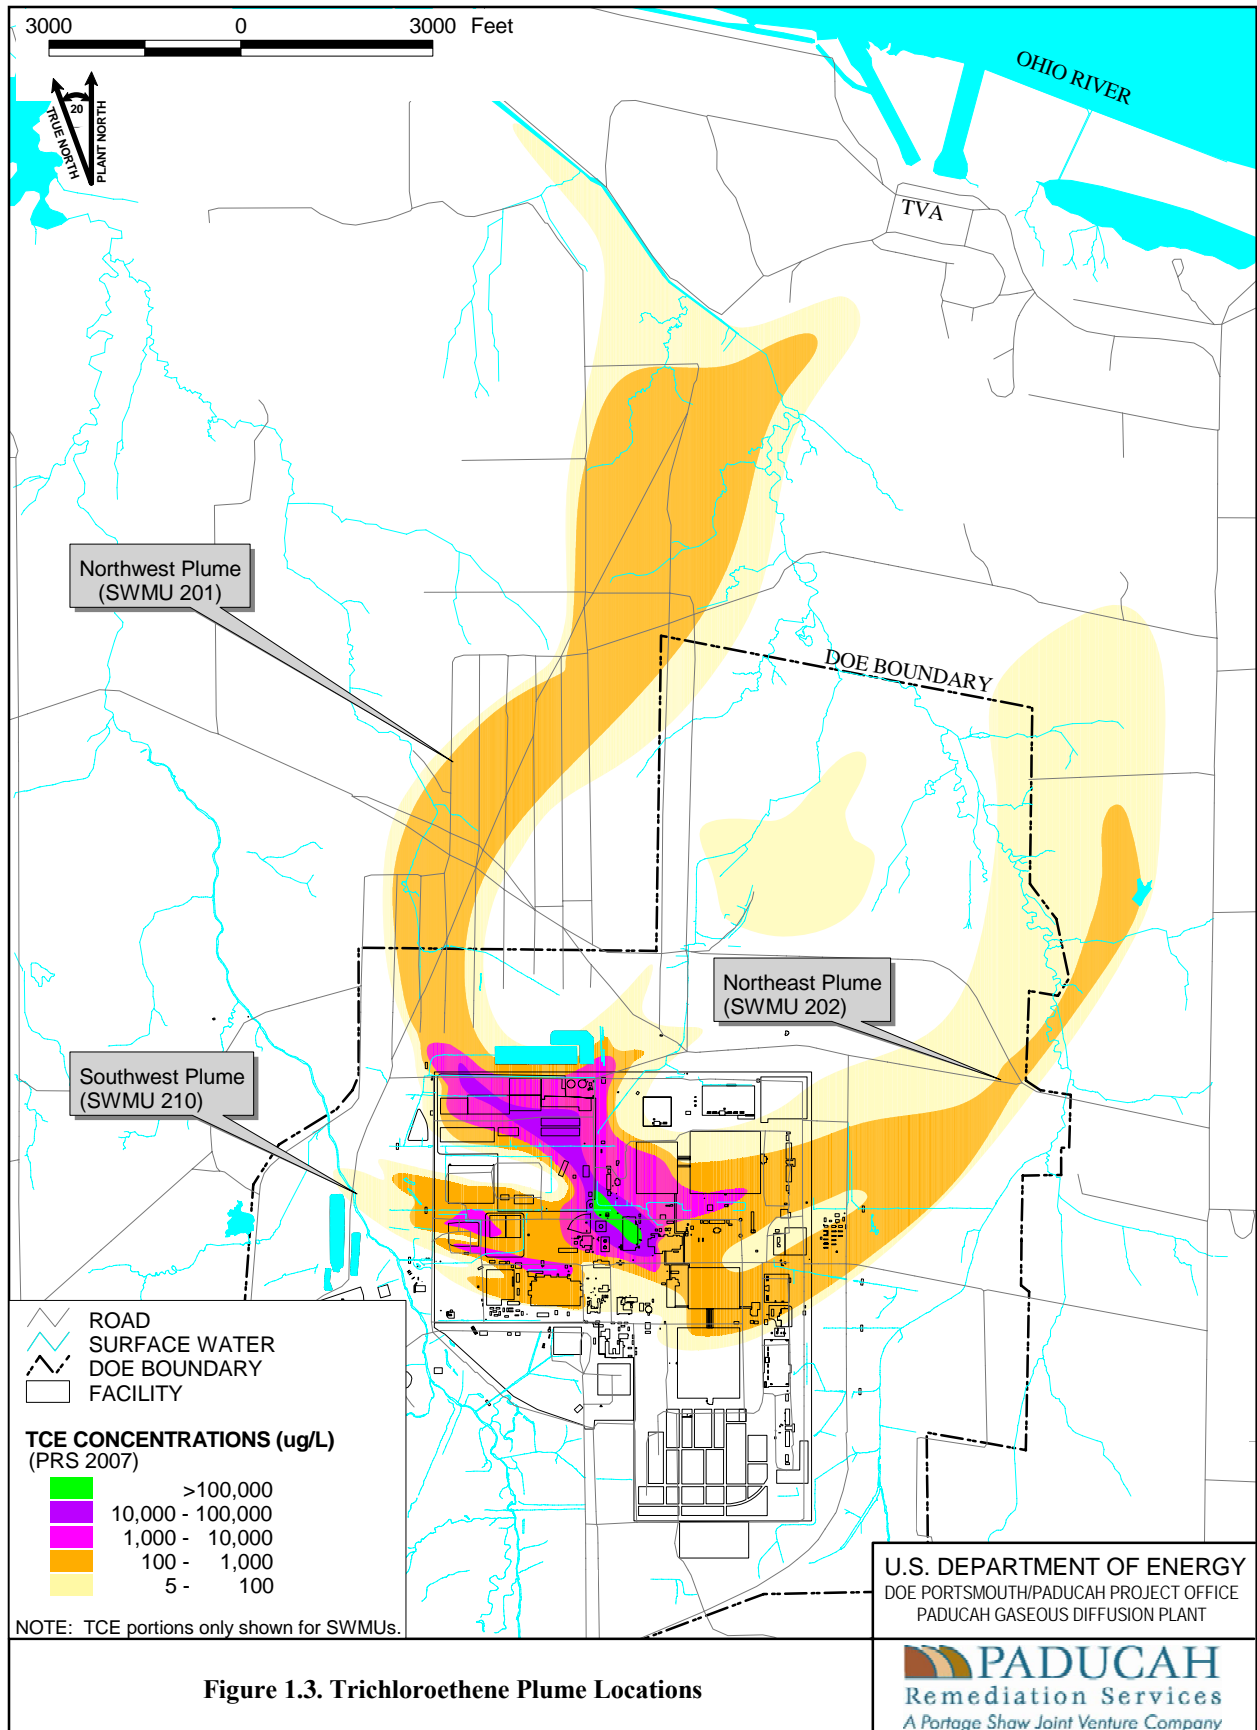 3000 0 3000 Feet
TRUE NORTH
20
PLANT NORTH
OHIO RIVER
TVA
Northwest Plume
(SWMU 201)
DOE BOUNDARY
Northeast Plume
(SWMU 202)
Southwest Plume
(SWMU 210)
ROAD
SURFACE WATER
DOE BOUNDARY
FACILITY
TCE CONCENTRATIONS (ug/L)
(PRS 2007)
>100,000
10,000 - 100,000
1,000 - 10,000
100 - 1,000
5 - 100
NOTE: TCE portions only shown for SWMUs.
U.S. DEPARTMENT OF ENERGY
DOE PORTSMOUTH/PADUCAH PROJECT OFFICE
PADUCAH GASEOUS DIFFUSION PLANT
Figure 1.3. Trichloroethene Plume Locations
PADUCAH
Remediation Services
A Portage Shaw Joint Venture Company